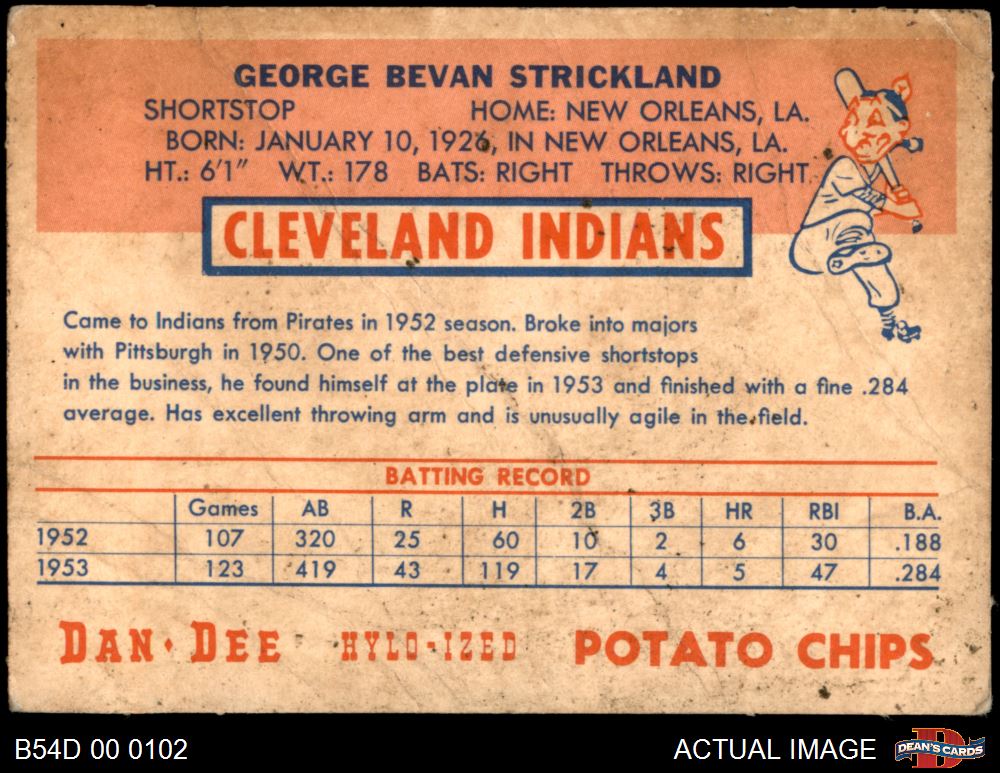 GEORGE BEVAN STRICKLAND
SHORTSTOP HOME: NEW ORLEANS, LA.
BORN: JANUARY 10, 1926, IN NEW ORLEANS, LA.
HT.: 6'1" WT.: 178 BATS: RIGHT THROWS: RIGHT
CLEVELAND INDIANS
Came to Indians from Pirates in 1952 season. Broke into majors
with Pittsburgh in 1950. One of the best defensive shortstops
in the business, he found himself at the plate in 1953 and finished with a fine .284
average. Has excellent throwing arm and is unusually agile in the field.
BATTING RECORD
Games AB R H 2B 3B HR RBI B.A.
1952 107 320 25 60 10 2 6 30 .188
1953 123 419 43 119 17 4 5 47 .284
DAN·DEE HYLO-IZED POTATO CHIPS
B54D 00 0102 ACTUAL IMAGE DEAN'S CARDS